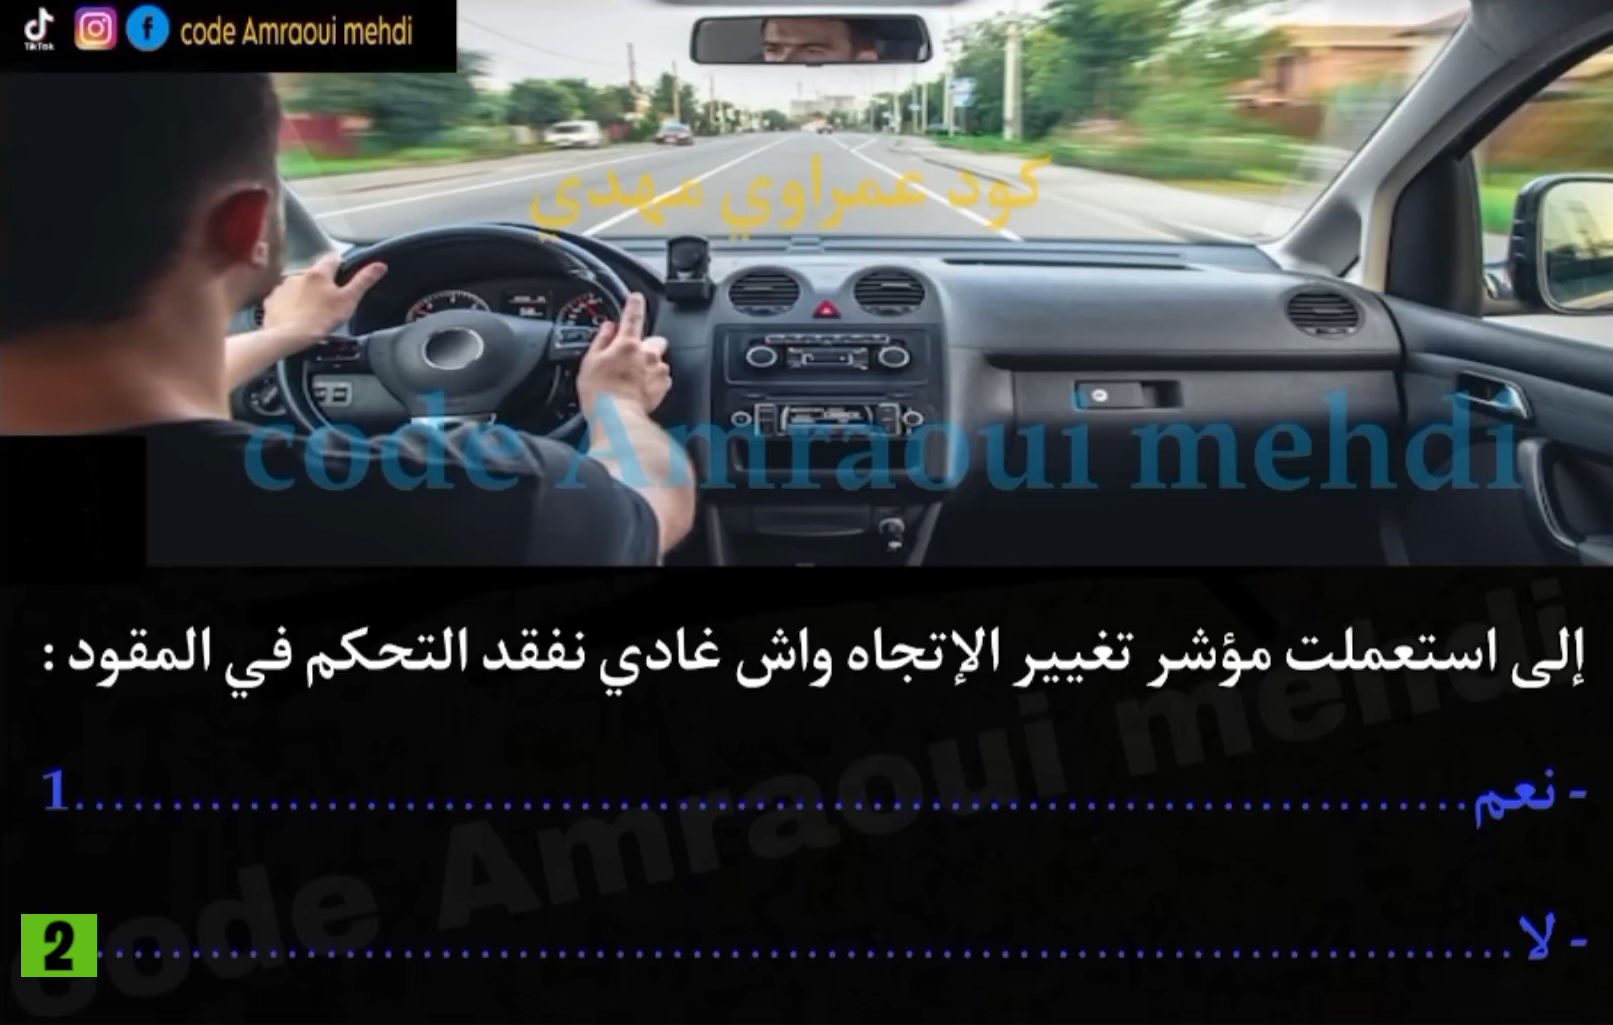 TikTok
code Amraoui mehdi
كود عمراوي مهدي
code Amraoui mehdi
إلى استعملت مؤشر تغيير الإتجاه واش غادي نفقد التحكم في المقود :
- نعم......................................................................1
- لا......................................................................2
code Amraoui mehdi